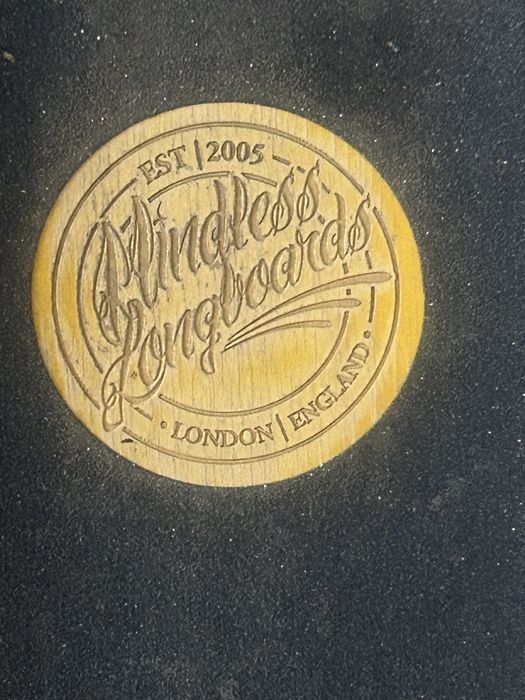 EST | 2005
Mindless
Longboards
• LONDON | ENGLAND •